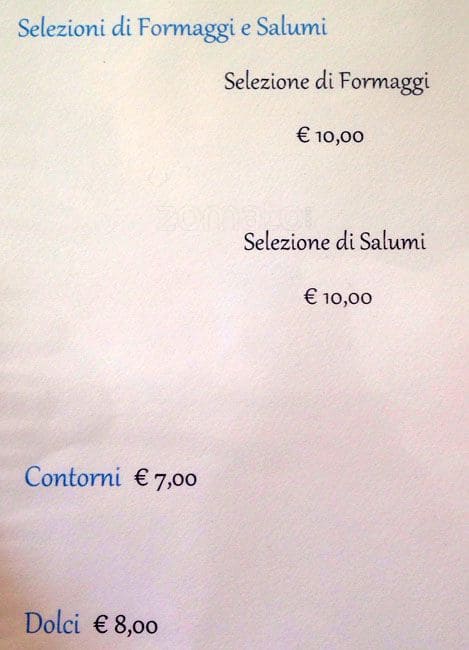 Selezioni di Formaggi e Salumi
Selezione di Formaggi
€ 10,00
zomato
Selezione di Salumi
€ 10,00
Contorni € 7,00
Dolci € 8,00